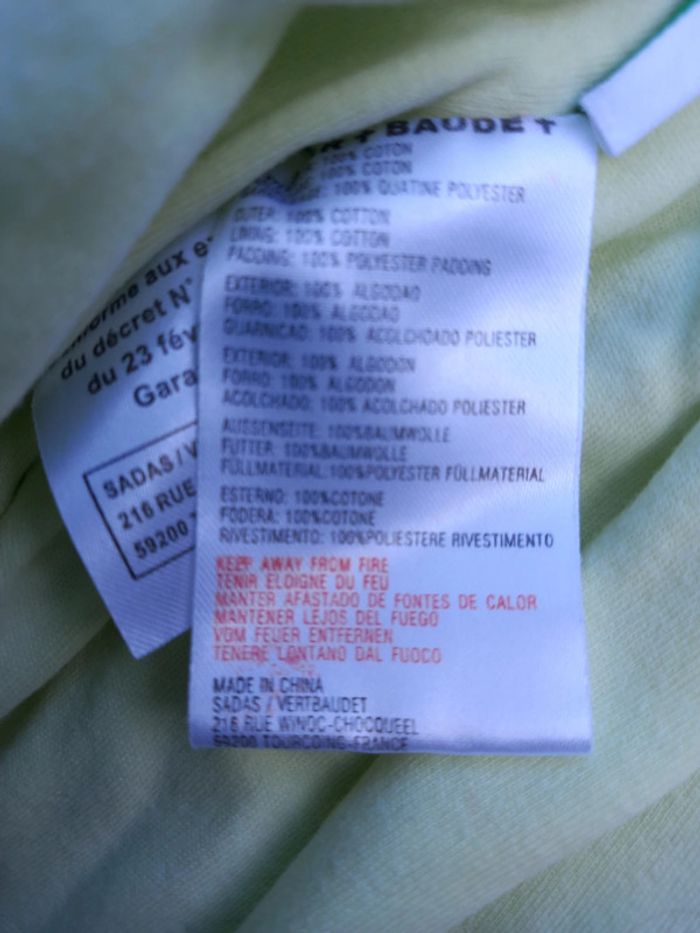 BAUDET
100% COTON
100% COTON
100% QUATINE POLYESTER
OUTER: 100% COTTON
LINING: 100% COTTON
PADDING: 100% POLYESTER PADDING
EXTERIOR: 100% ALGODAO
FORRO: 100% ALGODAO
GUARNICAO: 100% ACOLCHOADO POLIESTER
EXTERIOR: 100% ALGODON
FORRO: 100% ALGODON
ACOLCHADO: 100% ACOLCHADO POLIESTER
AUSSENSEITE: 100%BAUMWOLLE
FUTTER: 100%BAUMWOLLE
FÜLLMATERIAL:100%POLYESTER FÜLLMATERIAL
ESTERNO: 100%COTONE
FODERA: 100%COTONE
RIVESTIMENTO: 100%POLIESTERE RIVESTIMENTO
KEEP AWAY FROM FIRE
TENIR ELOIGNE DU FEU
MANTER AFASTADO DE FONTES DE CALOR
MANTENER LEJOS DEL FUEGO
VOM FEUER ENTFERNEN
TENERE LONTANO DAL FUOCO
MADE IN CHINA
SADAS / VERTBAUDET
216 RUE WINOC-CHOCQUEEL
59200 TOURCOING-FRANCE
aux
du décret N°
du 23 fév
Gara
SADAS / V
216 RUE
59200